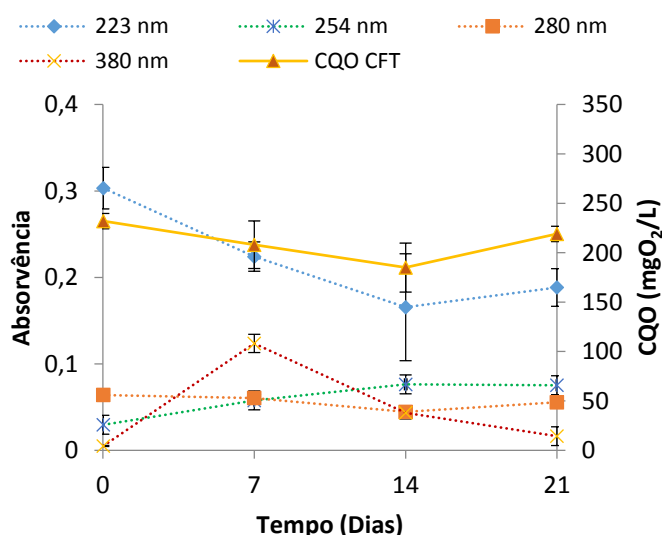 223 nm 254 nm 280 nm
380 nm CQO CFT
0,4 350
300
0,3 250
200
0,2 150
0,1 100
50
0 0
Absorvência
CQO (mgO₂/L)
0 7 14 21
Tempo (Dias)